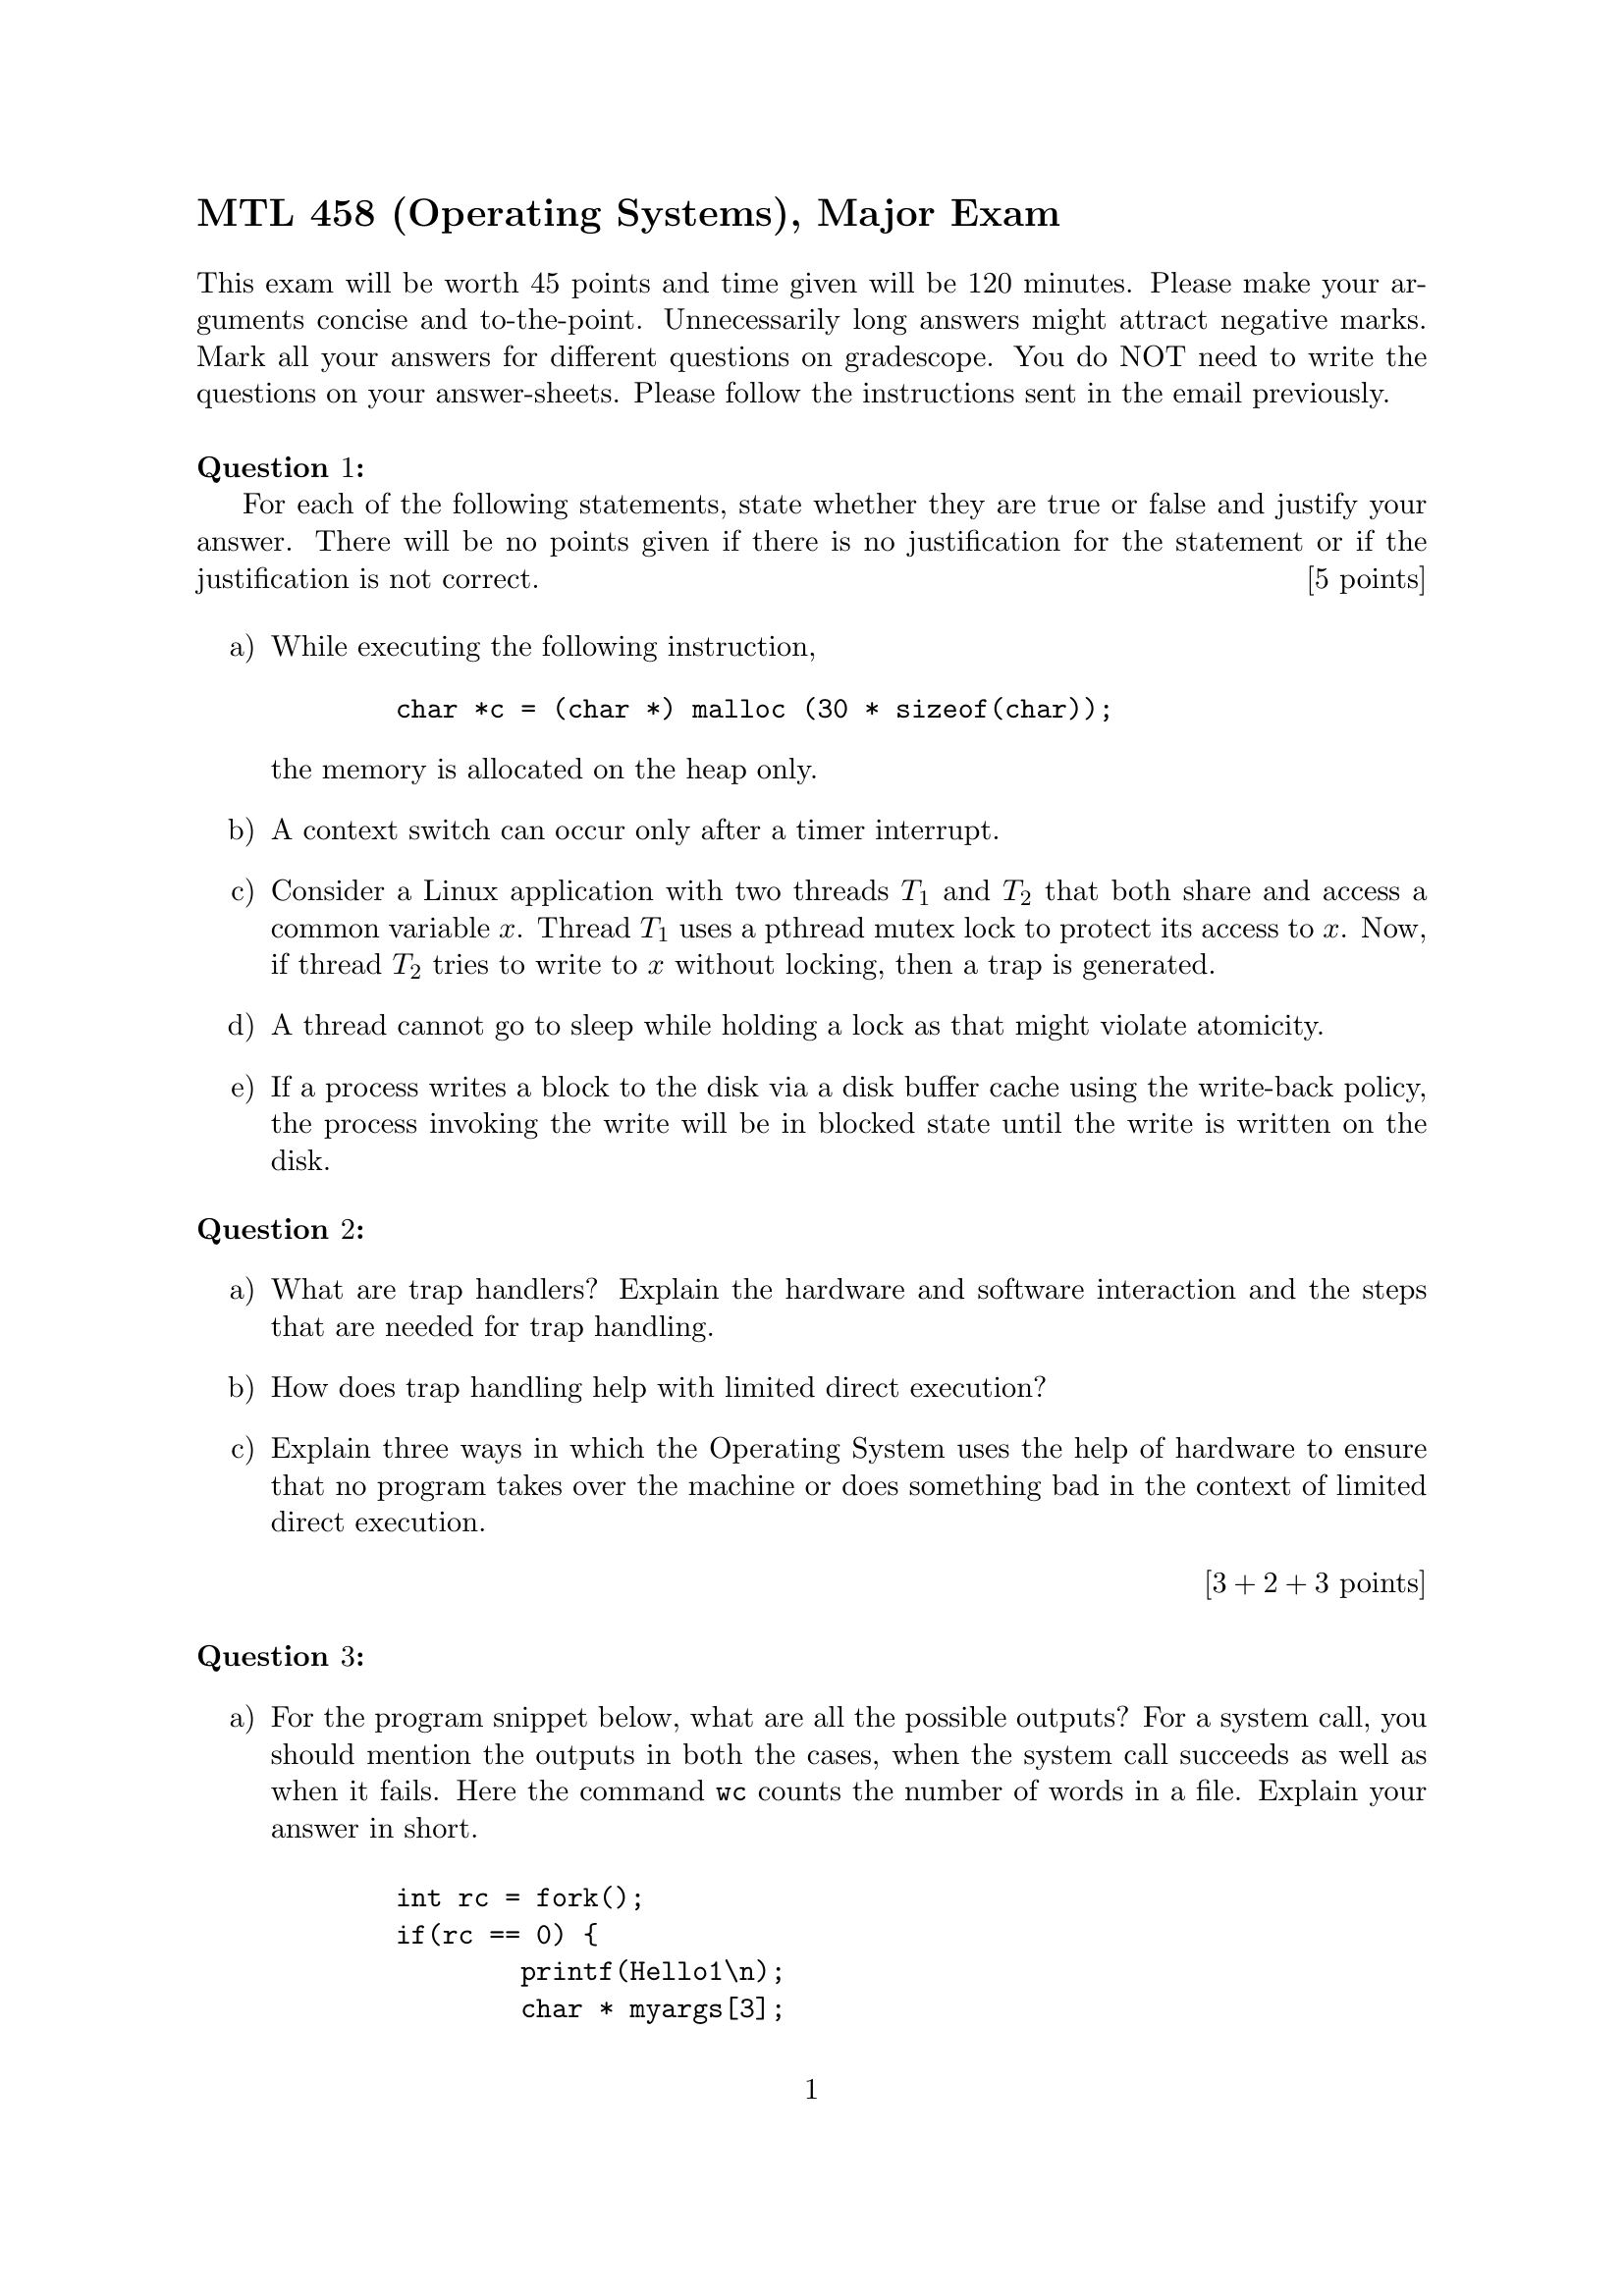 MTL 458 (Operating Systems), Major Exam
This exam will be worth 45 points and time given will be 120 minutes. Please make your ar-
guments concise and to-the-point. Unnecessarily long answers might attract negative marks.
Mark all your answers for different questions on gradescope. You do NOT need to write the
questions on your answer-sheets. Please follow the instructions sent in the email previously.
Question 1:
For each of the following statements, state whether they are true or false and justify your
answer. There will be no points given if there is no justification for the statement or if the
justification is not correct. [5 points]
a) While executing the following instruction,
char *c = (char *) malloc (30 * sizeof(char));
the memory is allocated on the heap only.
b) A context switch can occur only after a timer interrupt.
c) Consider a Linux application with two threads T₁ and T₂ that both share and access a
common variable x. Thread T₁ uses a pthread mutex lock to protect its access to x. Now,
if thread T₂ tries to write to x without locking, then a trap is generated.
d) A thread cannot go to sleep while holding a lock as that might violate atomicity.
e) If a process writes a block to the disk via a disk buffer cache using the write-back policy,
the process invoking the write will be in blocked state until the write is written on the
disk.
Question 2:
a) What are trap handlers? Explain the hardware and software interaction and the steps
that are needed for trap handling.
b) How does trap handling help with limited direct execution?
c) Explain three ways in which the Operating System uses the help of hardware to ensure
that no program takes over the machine or does something bad in the context of limited
direct execution.
[3 + 2 + 3 points]
Question 3:
a) For the program snippet below, what are all the possible outputs? For a system call, you
should mention the outputs in both the cases, when the system call succeeds as well as
when it fails. Here the command wc counts the number of words in a file. Explain your
answer in short.
int rc = fork();
if(rc == 0) {
printf(Hello1\n);
char * myargs[3];
1